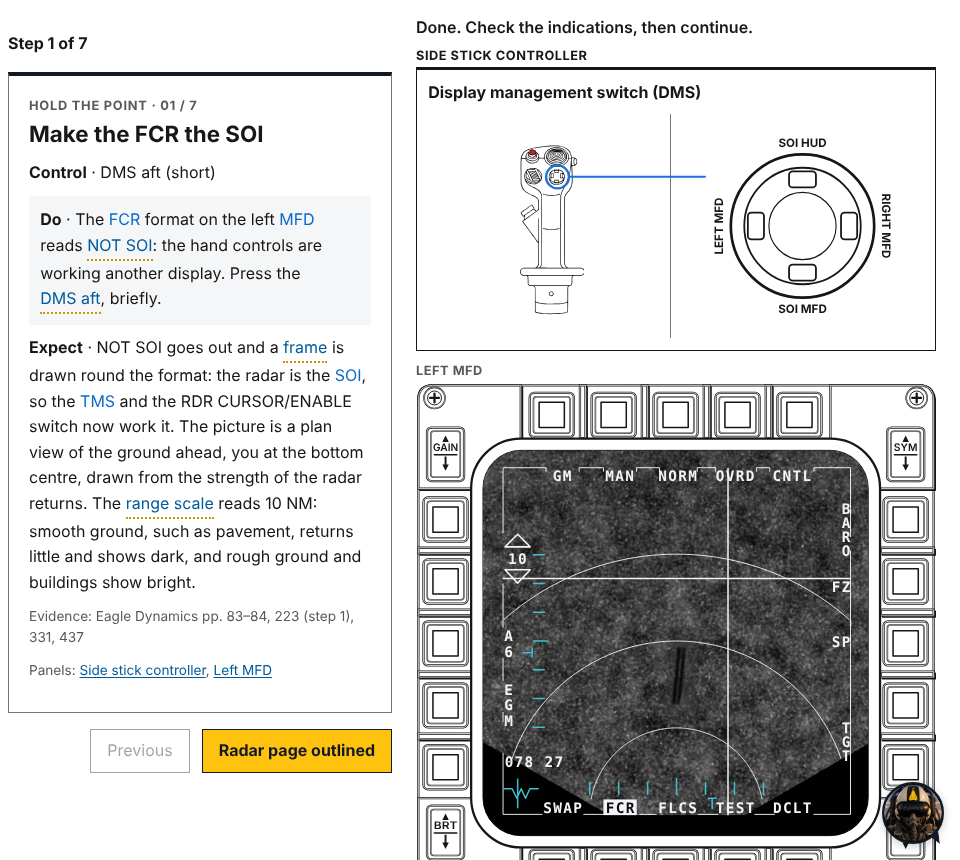 Step 1 of 7
HOLD THE POINT · 01 / 7
Make the FCR the SOI
Control · DMS aft (short)
Do · The FCR format on the left MFD
reads NOT SOI: the hand controls are
working another display. Press the
DMS aft, briefly.
Expect · NOT SOI goes out and a frame is
drawn round the format: the radar is the SOI,
so the TMS and the RDR CURSOR/ENABLE
switch now work it. The picture is a plan
view of the ground ahead, you at the bottom
centre, drawn from the strength of the radar
returns. The range scale reads 10 NM:
smooth ground, such as pavement, returns
little and shows dark, and rough ground and
buildings show bright.
Evidence: Eagle Dynamics pp. 83–84, 223 (step 1),
331, 437
Panels: Side stick controller, Left MFD
Previous
Radar page outlined
Done. Check the indications, then continue.
SIDE STICK CONTROLLER
Display management switch (DMS)
SOI HUD
LEFT MFD
RIGHT MFD
SOI MFD
LEFT MFD
GAIN
SYM
GM MAN NORM OVRD CNTL
BARO
10
FZ
A
6
SP
EGM
TGT
078 27
SWAP FCR FLCS TEST DCLT
BRT